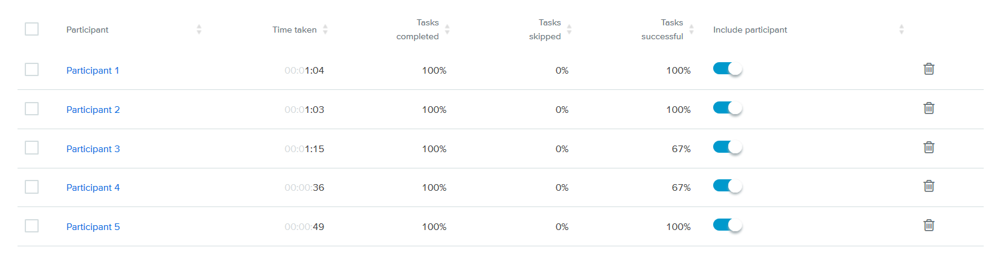 Participant Time taken Tasks completed Tasks skipped Tasks successful Include participant
Participant 1 00:01:04 100% 0% 100%
Participant 2 00:01:03 100% 0% 100%
Participant 3 00:01:15 100% 0% 67%
Participant 4 00:00:36 100% 0% 67%
Participant 5 00:00:49 100% 0% 100%